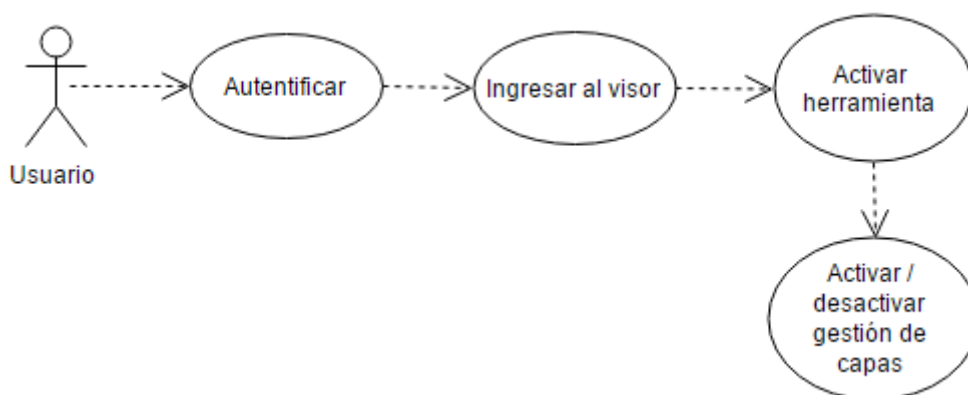 Usuario
Autentificar
Ingresar al visor
Activar
herramienta
Activar /
desactivar
gestión de
capas